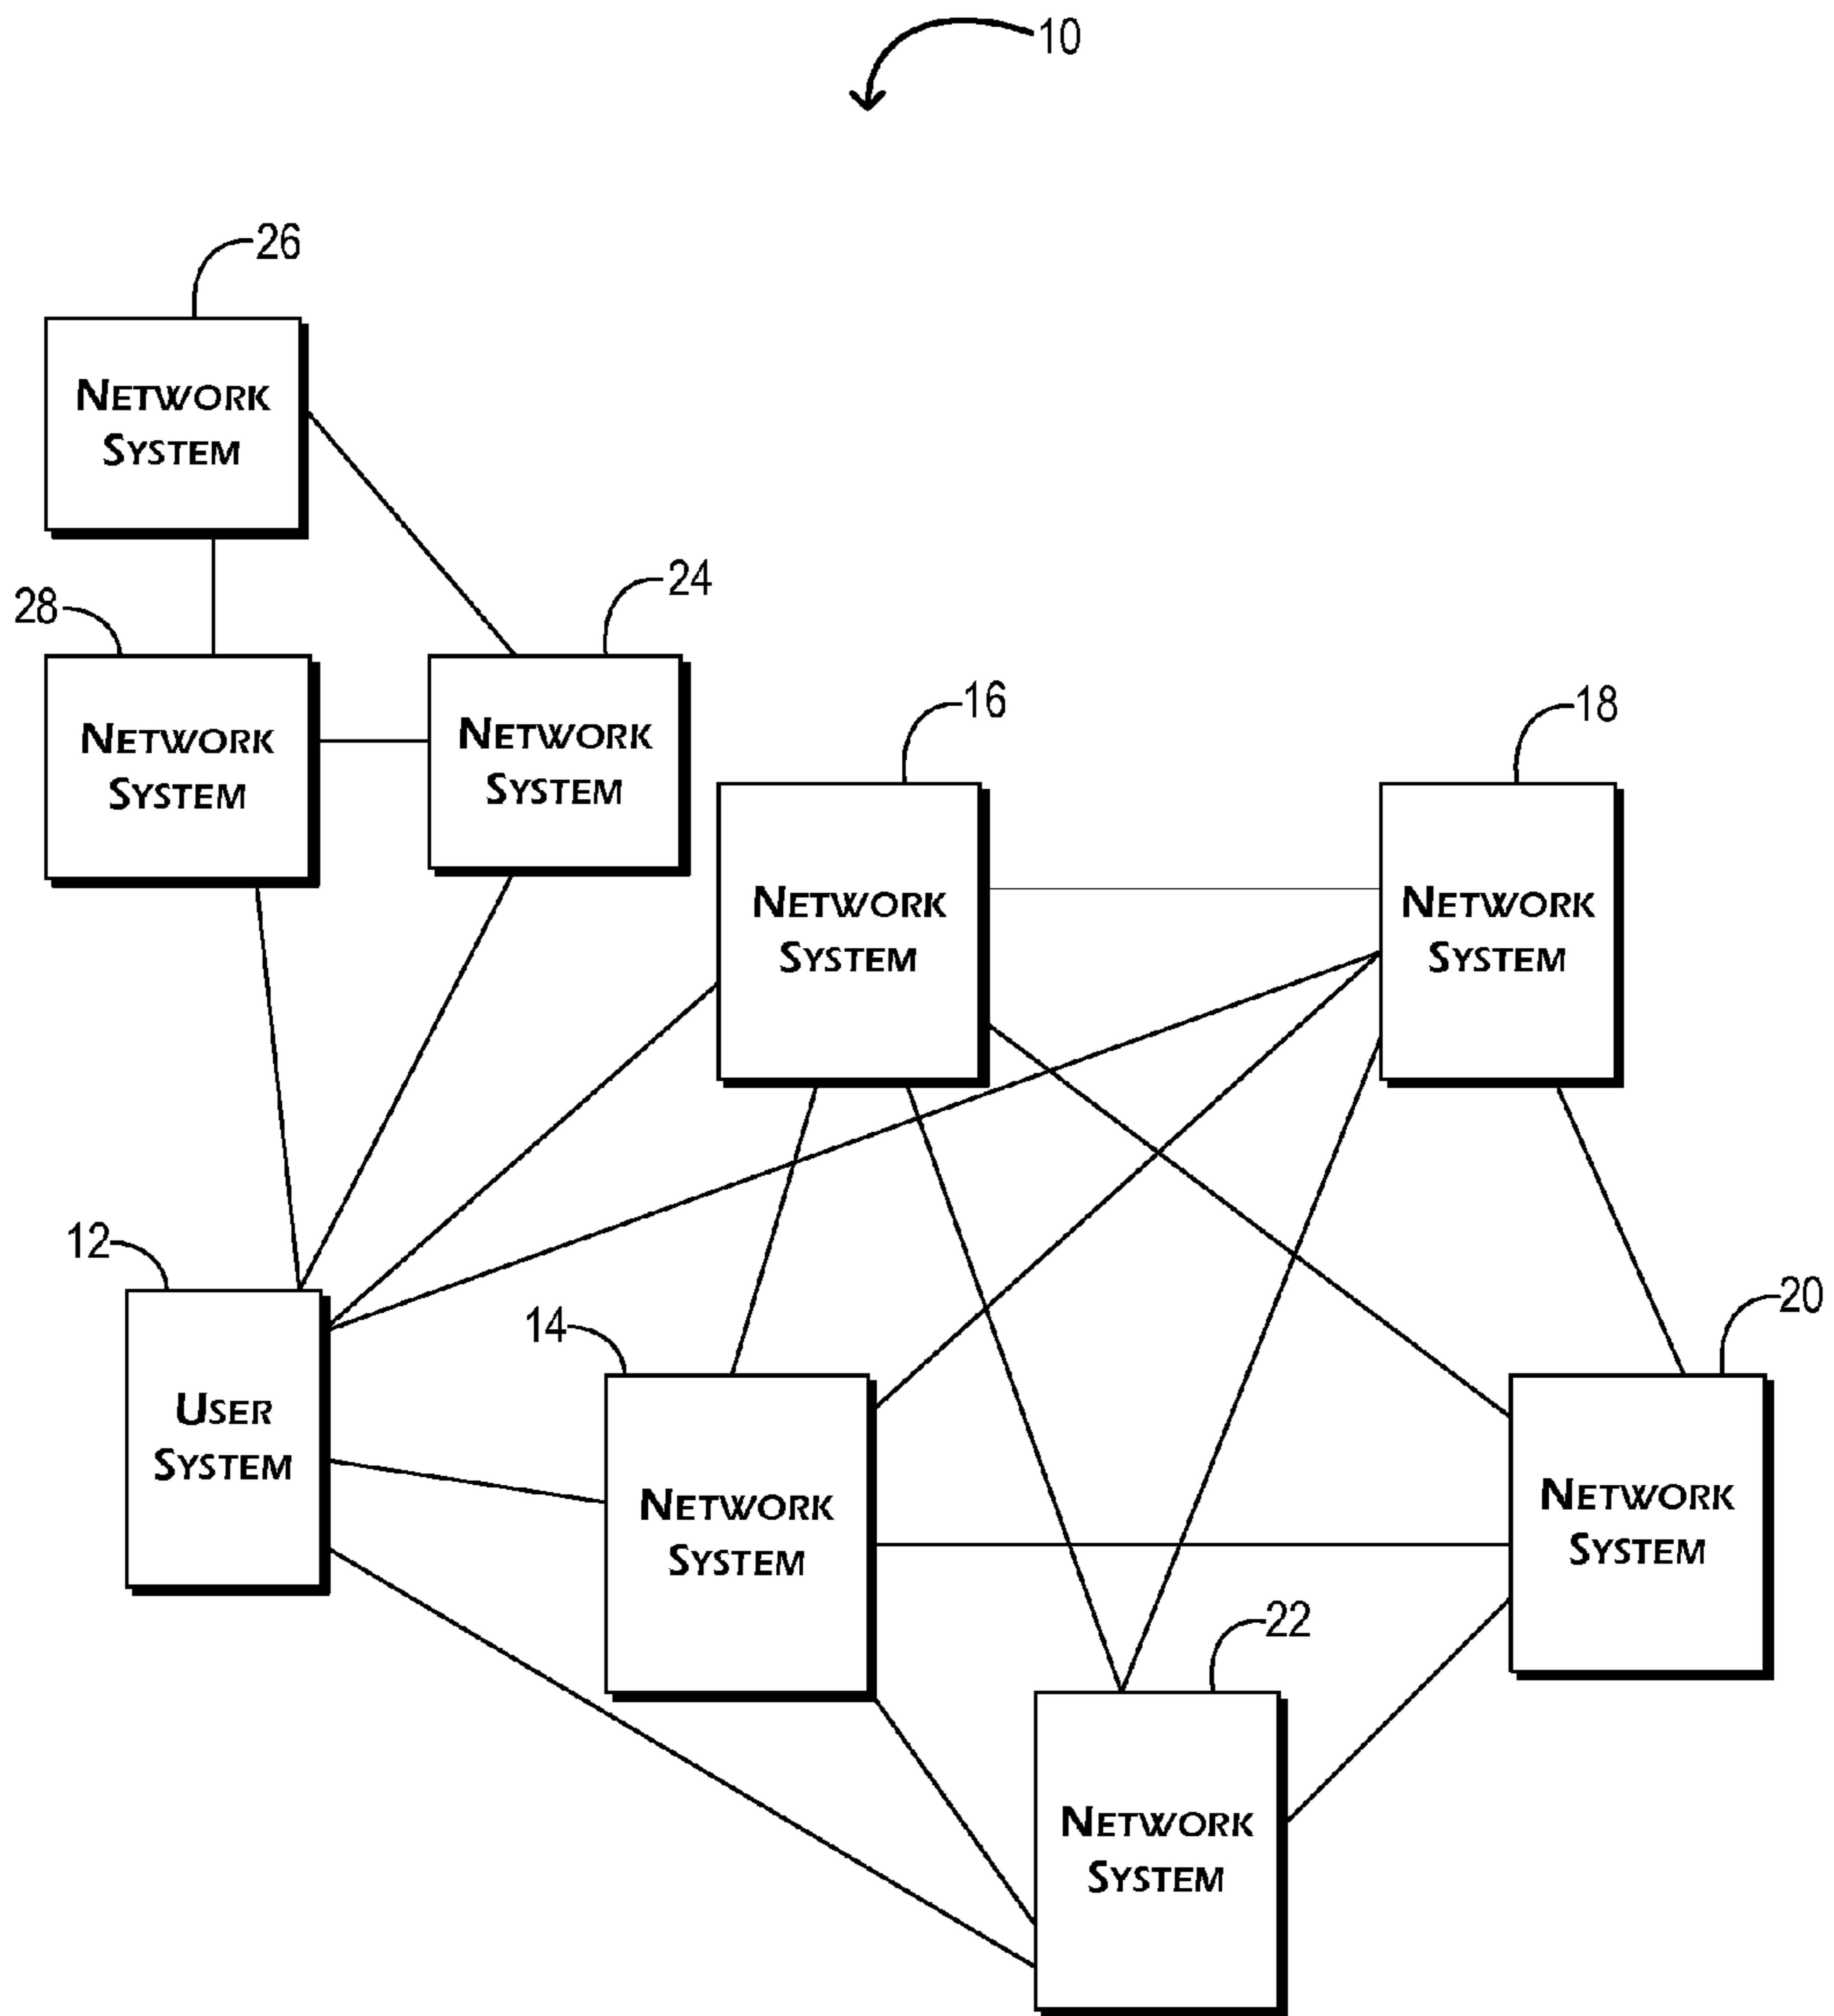 10
26
NETWORK
SYSTEM
28
24
NETWORK
SYSTEM
NETWORK
SYSTEM
16
18
NETWORK
SYSTEM
NETWORK
SYSTEM
12
14
20
USER
SYSTEM
NETWORK
SYSTEM
NETWORK
SYSTEM
22
NETWORK
SYSTEM